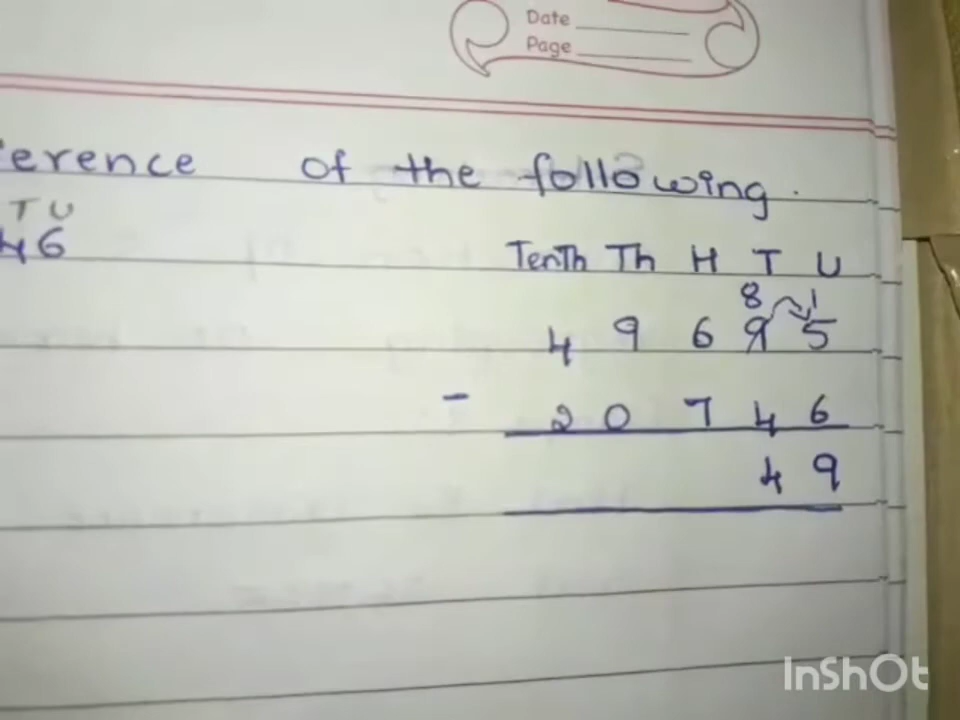 Date
Page
erence of the following.
T U
46
TenTh Th H T U
8 1
4 9 6 9 5
- 2 0 7 4 6
4 9
InShOt